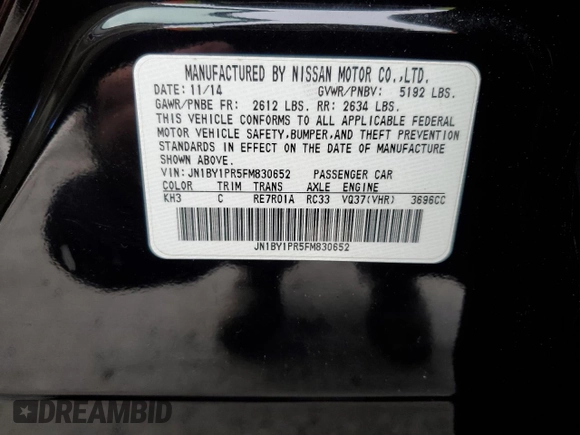 MANUFACTURED BY NISSAN MOTOR CO.,LTD.
DATE: 11/14 GVWR/PNBV: 5192 LBS.
GAWR/PNBE FR: 2612 LBS. RR: 2634 LBS.
THIS VEHICLE CONFORMS TO ALL APPLICABLE FEDERAL
MOTOR VEHICLE SAFETY,BUMPER,AND THEFT PREVENTION
STANDARDS IN EFFECT ON THE DATE OF MANUFACTURE
SHOWN ABOVE.
VIN: JN1BY1PR5FM830652 PASSENGER CAR
COLOR TRIM TRANS AXLE ENGINE
KH3 C RE7R01A RC33 VQ37(VHR) 3696CC
JN1BY1PR5FM830652
DREAMBID